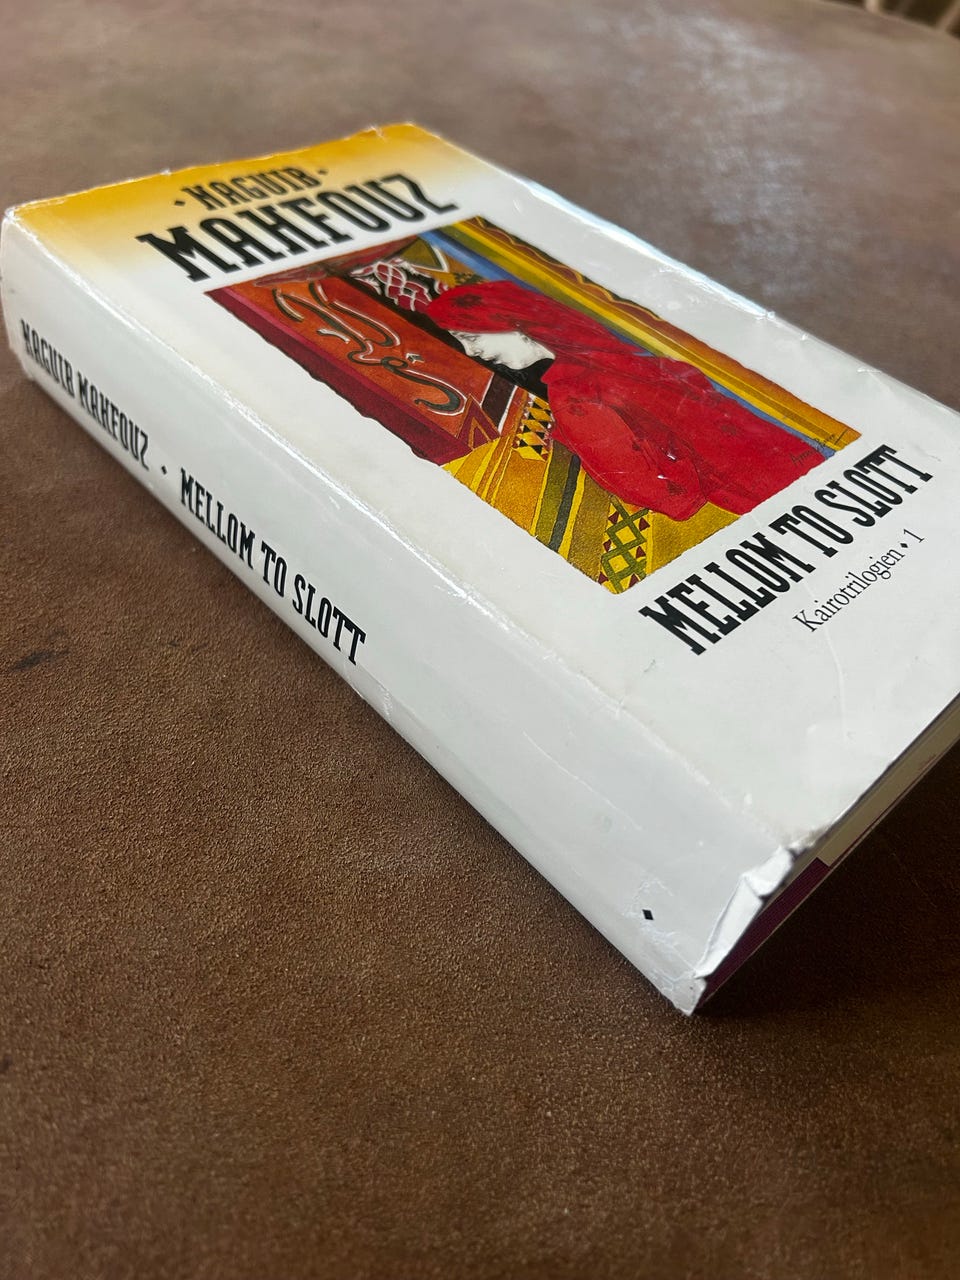 • NAGUIB •
MAHFOUZ
MELLOM TO SLOTT
Kairotrilogien • 1
NAGUIB MAHFOUZ • MELLOM TO SLOTT